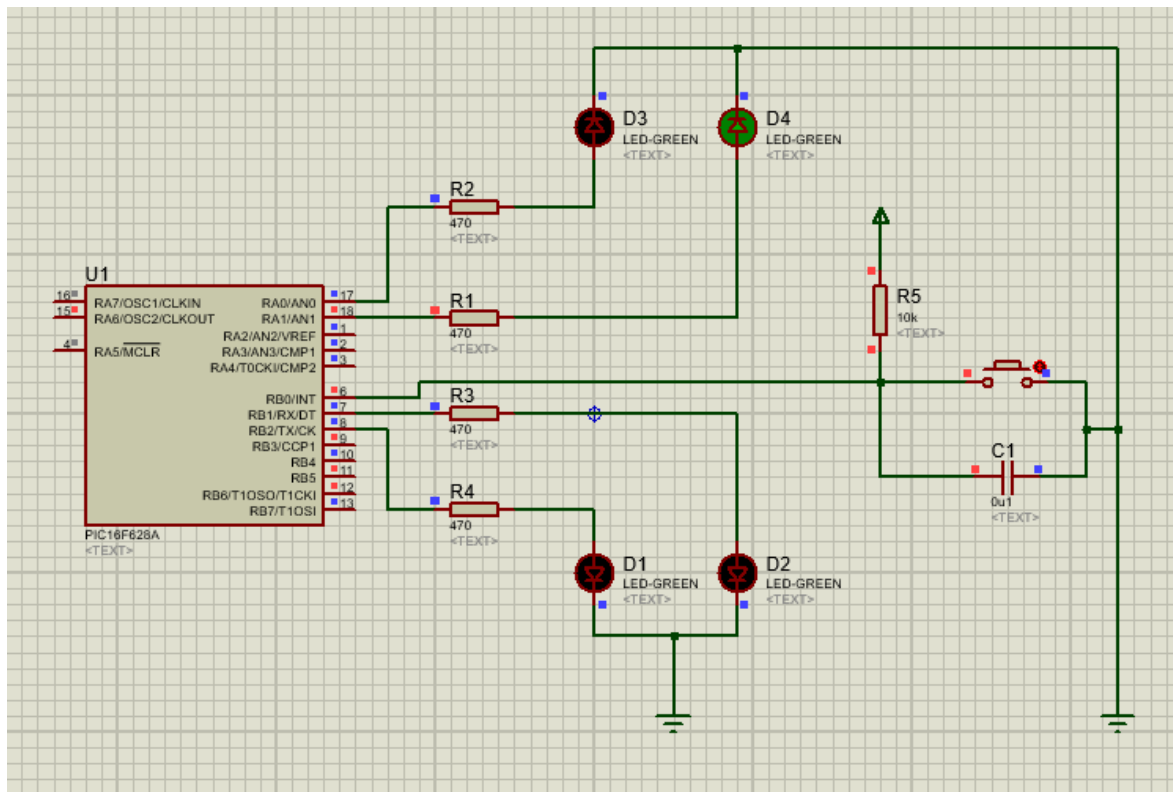 D3
LED-GREEN
<TEXT>
D4
LED-GREEN
<TEXT>
R2
470
<TEXT>
U1
16
RA7/OSC1/CLKIN
15
RA6/OSC2/CLKOUT
4
RA5/MCLR
RA0/AN0
17
RA1/AN1
18
RA2/AN2/VREF
1
RA3/AN3/CMP1
2
RA4/T0CKI/CMP2
3
RB0/INT
6
RB1/RX/DT
7
RB2/TX/CK
8
RB3/CCP1
9
RB4
10
RB5
11
RB6/T1OSO/T1CKI
12
RB7/T1OSI
13
PIC16F628A
<TEXT>
R1
470
<TEXT>
R5
10k
<TEXT>
R3
470
C1
0u1
<TEXT>
R4
470
<TEXT>
D1
LED-GREEN
<TEXT>
D2
LED-GREEN
<TEXT>